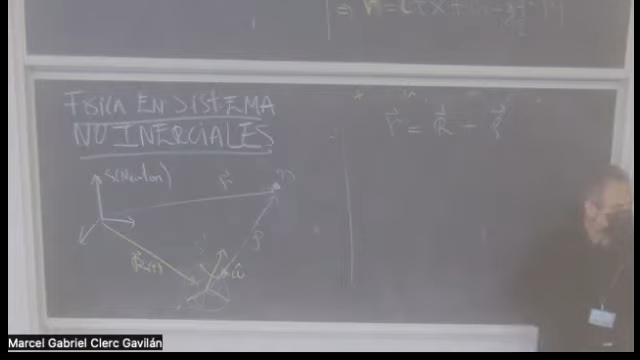 FISICA EN SISTEMA
NO INERCIALES
S(Newton)
r⃗
m
R⃗(t)
ρ⃗
ω⃗
r⃗ = R⃗ - ρ⃗
Marcel Gabriel Clerc Gavilán